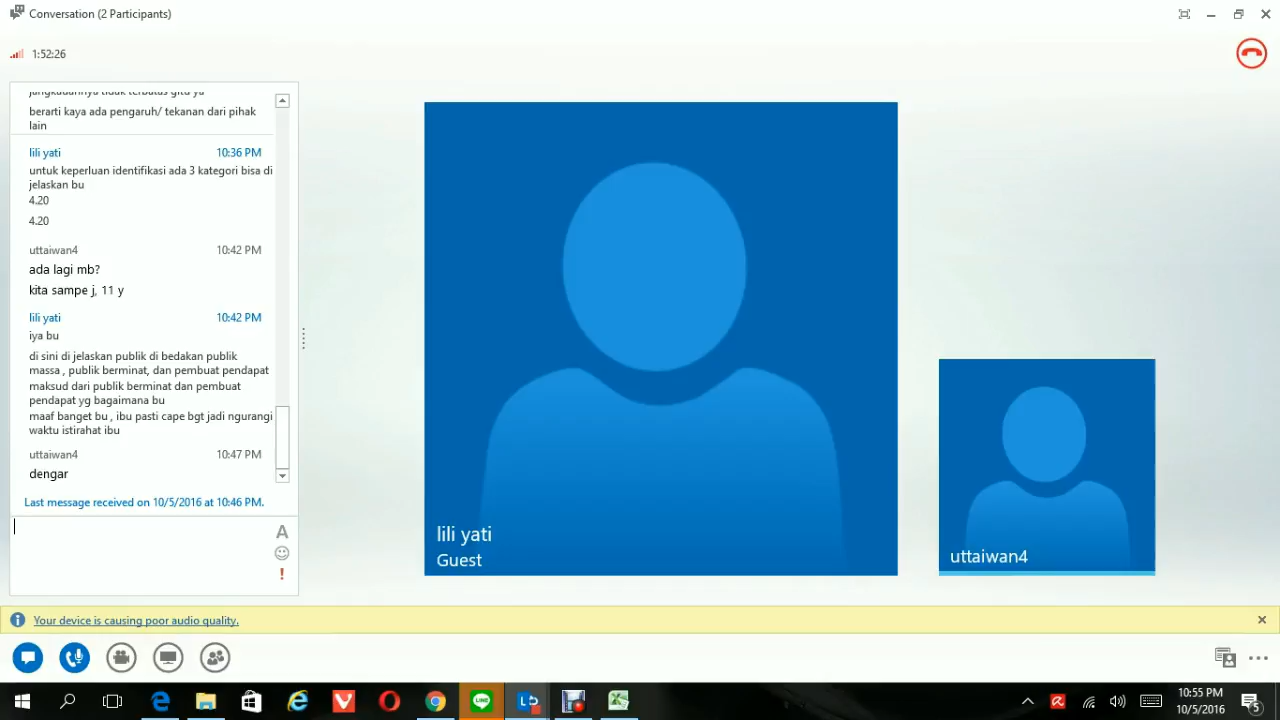 Conversation (2 Participants)
1:52:26
jangkauannya tidak terbatas gitu ya
berarti kaya ada pengaruh/ tekanan dari pihak
lain
lili yati 10:36 PM
untuk keperluan identifikasi ada 3 kategori bisa di
jelaskan bu
4.20
4.20
uttaiwan4 10:42 PM
ada lagi mb?
kita sampe j, 11 y
lili yati 10:42 PM
iya bu
di sini di jelaskan publik di bedakan publik
massa , publik berminat, dan pembuat pendapat
maksud dari publik berminat dan pembuat
pendapat yg bagaimana bu
maaf banget bu , ibu pasti cape bgt jadi ngurangi
waktu istirahat ibu
uttaiwan4 10:47 PM
dengar
Last message received on 10/5/2016 at 10:46 PM.
A
!
lili yati
Guest
uttaiwan4
Your device is causing poor audio quality.
10:55 PM
10/5/2016
5